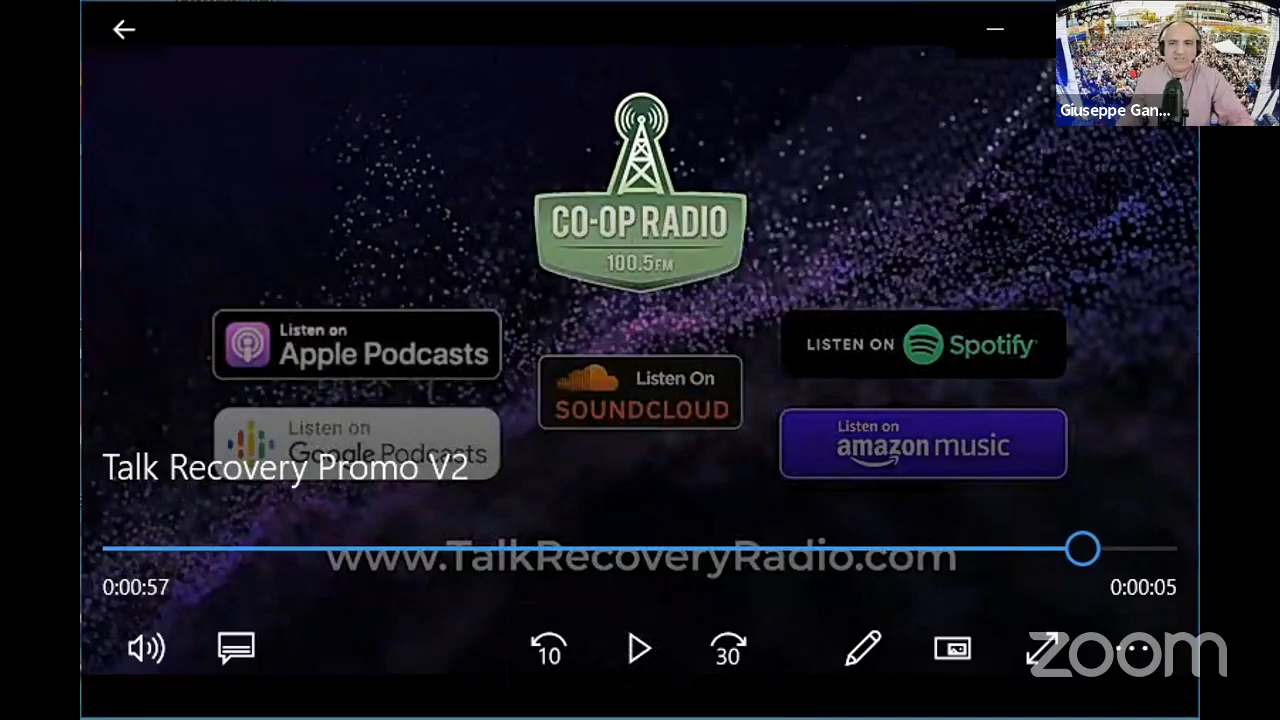 Giuseppe Gan...
CO-OP RADIO
100.5FM
Listen on
Apple Podcasts
Listen On
SOUNDCLOUD
LISTEN ON Spotify
Listen on
Google Podcasts
Listen on
amazon music
Talk Recovery Promo V2
www.TalkRecoveryRadio.com
0:00:57
0:00:05
10
30
zoom